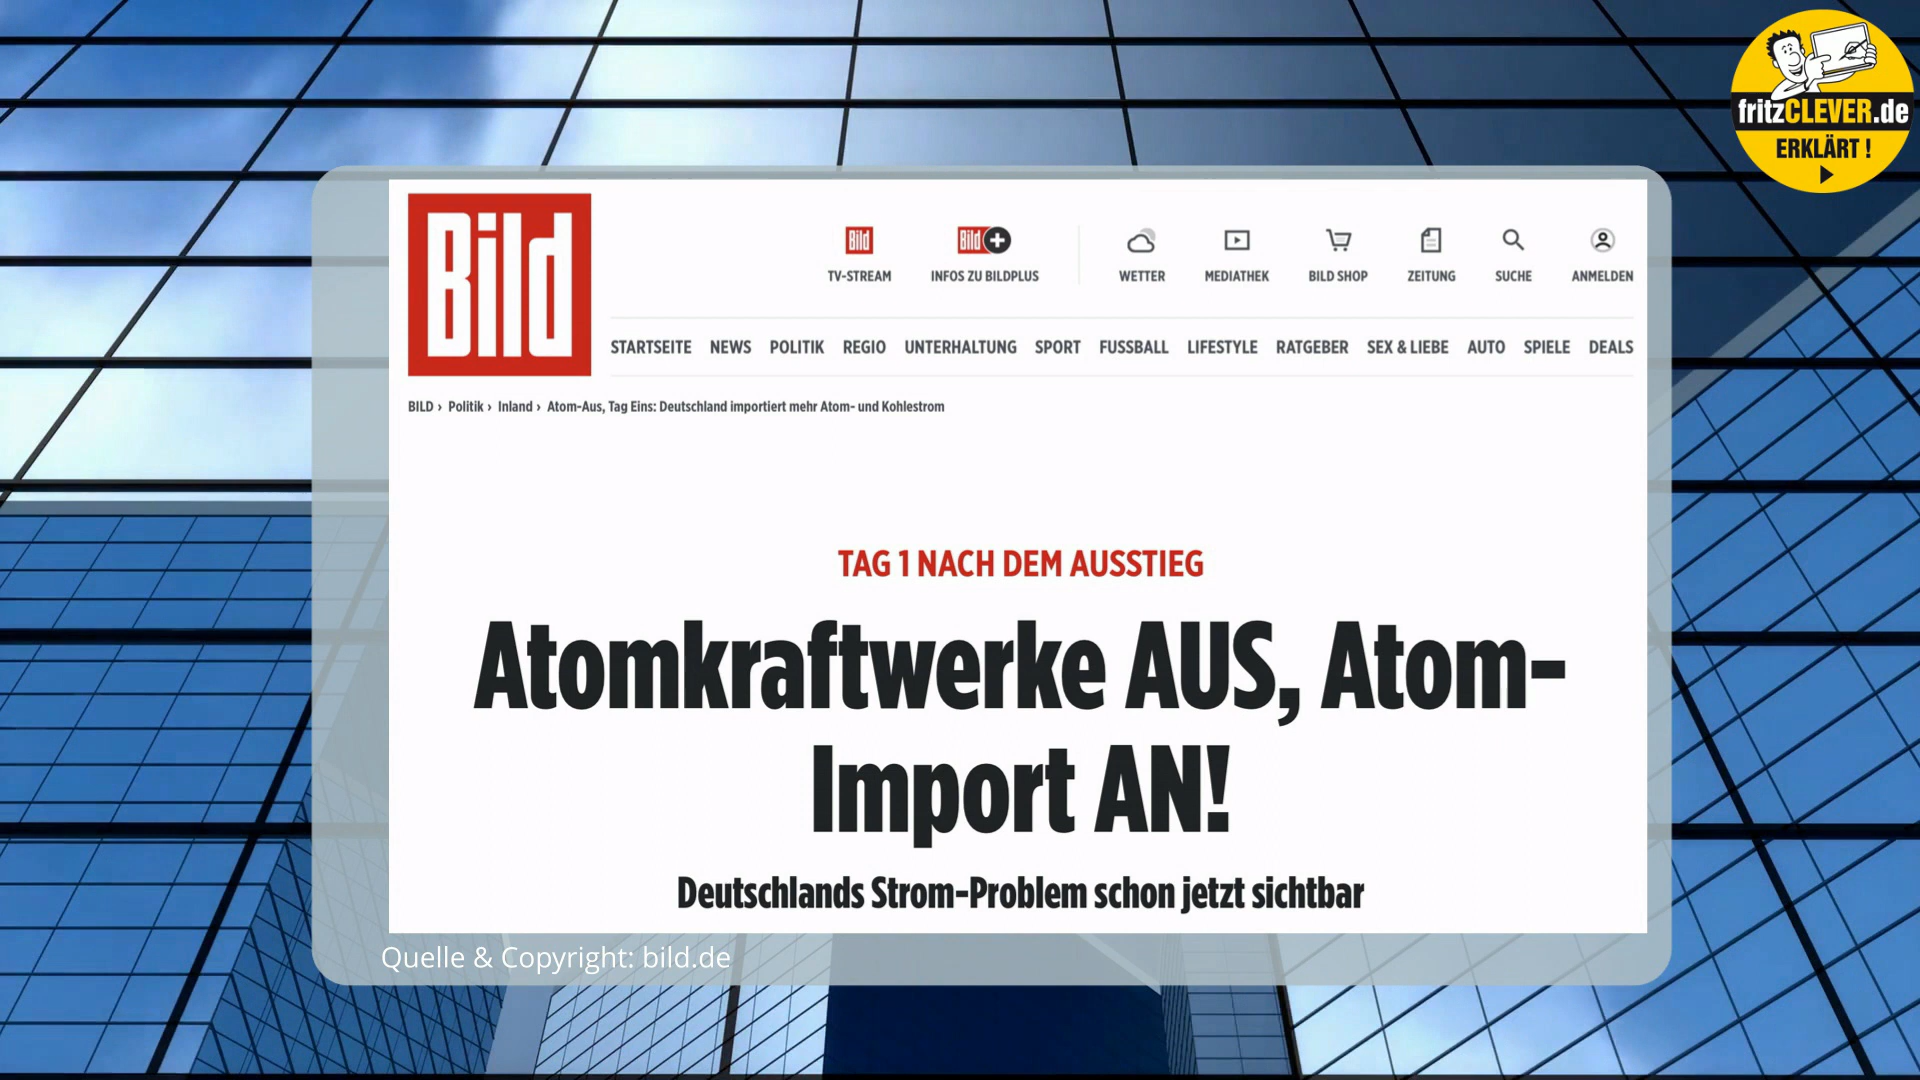 fritzCLEVER.de
ERKLÄRT !
Bild
Bild
Bild
TV-STREAM
INFOS ZU BILDPLUS
WETTER
MEDIATHEK
BILD SHOP
ZEITUNG
SUCHE
ANMELDEN
STARTSEITE NEWS POLITIK REGIO UNTERHALTUNG SPORT FUSSBALL LIFESTYLE RATGEBER SEX & LIEBE AUTO SPIELE DEALS
BILD › Politik › Inland › Atom-Aus, Tag Eins: Deutschland importiert mehr Atom- und Kohlestrom
TAG 1 NACH DEM AUSSTIEG
Atomkraftwerke AUS, Atom-
Import AN!
Deutschlands Strom-Problem schon jetzt sichtbar
Quelle & Copyright: bild.de